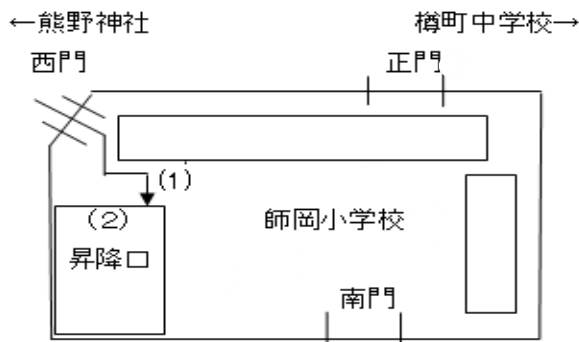 ←熊野神社
樽町中学校→
西門
正門
(1)
(2)
昇降口
師岡小学校
南門